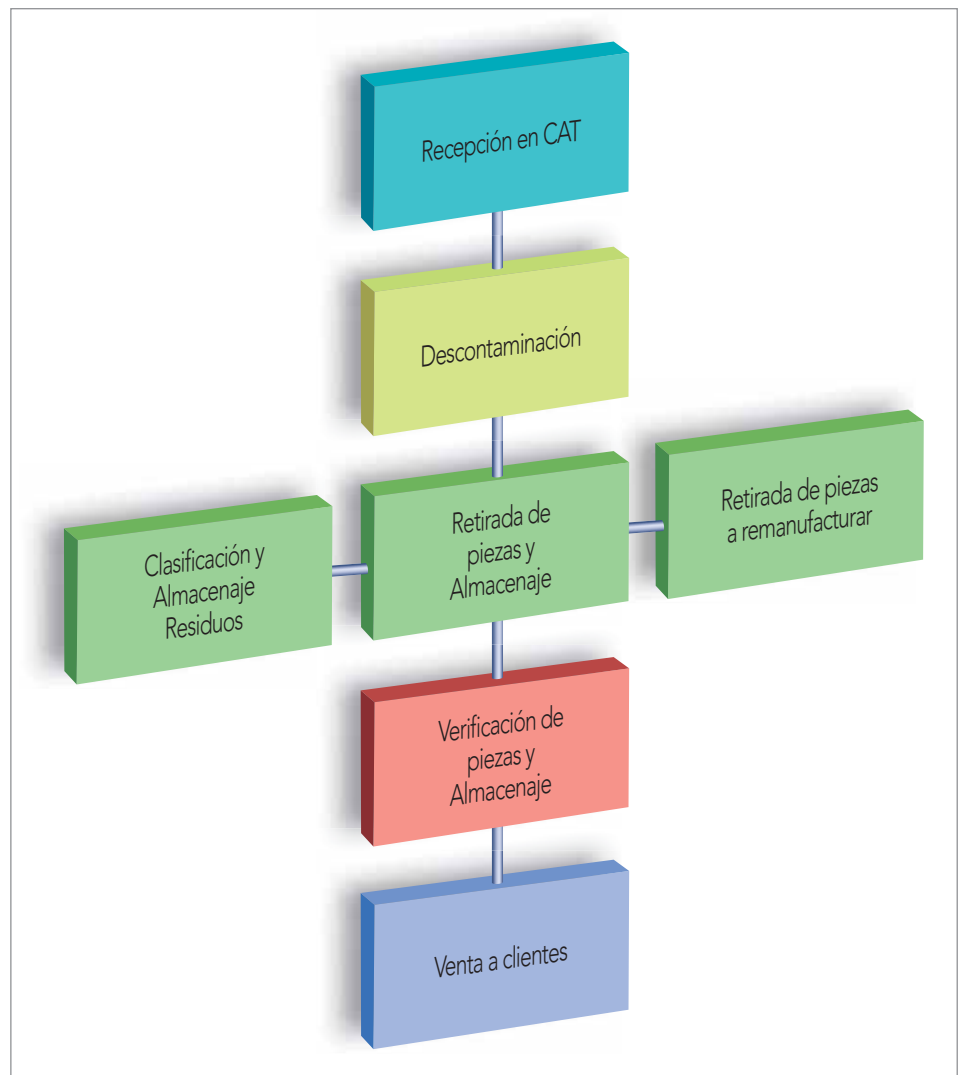 Recepción en CAT
Descontaminación
Clasificación y
Almacenaje
Residuos
Retirada de
piezas y
Almacenaje
Retirada de piezas
a remanufacturar
Verificación de
piezas y
Almacenaje
Venta a clientes